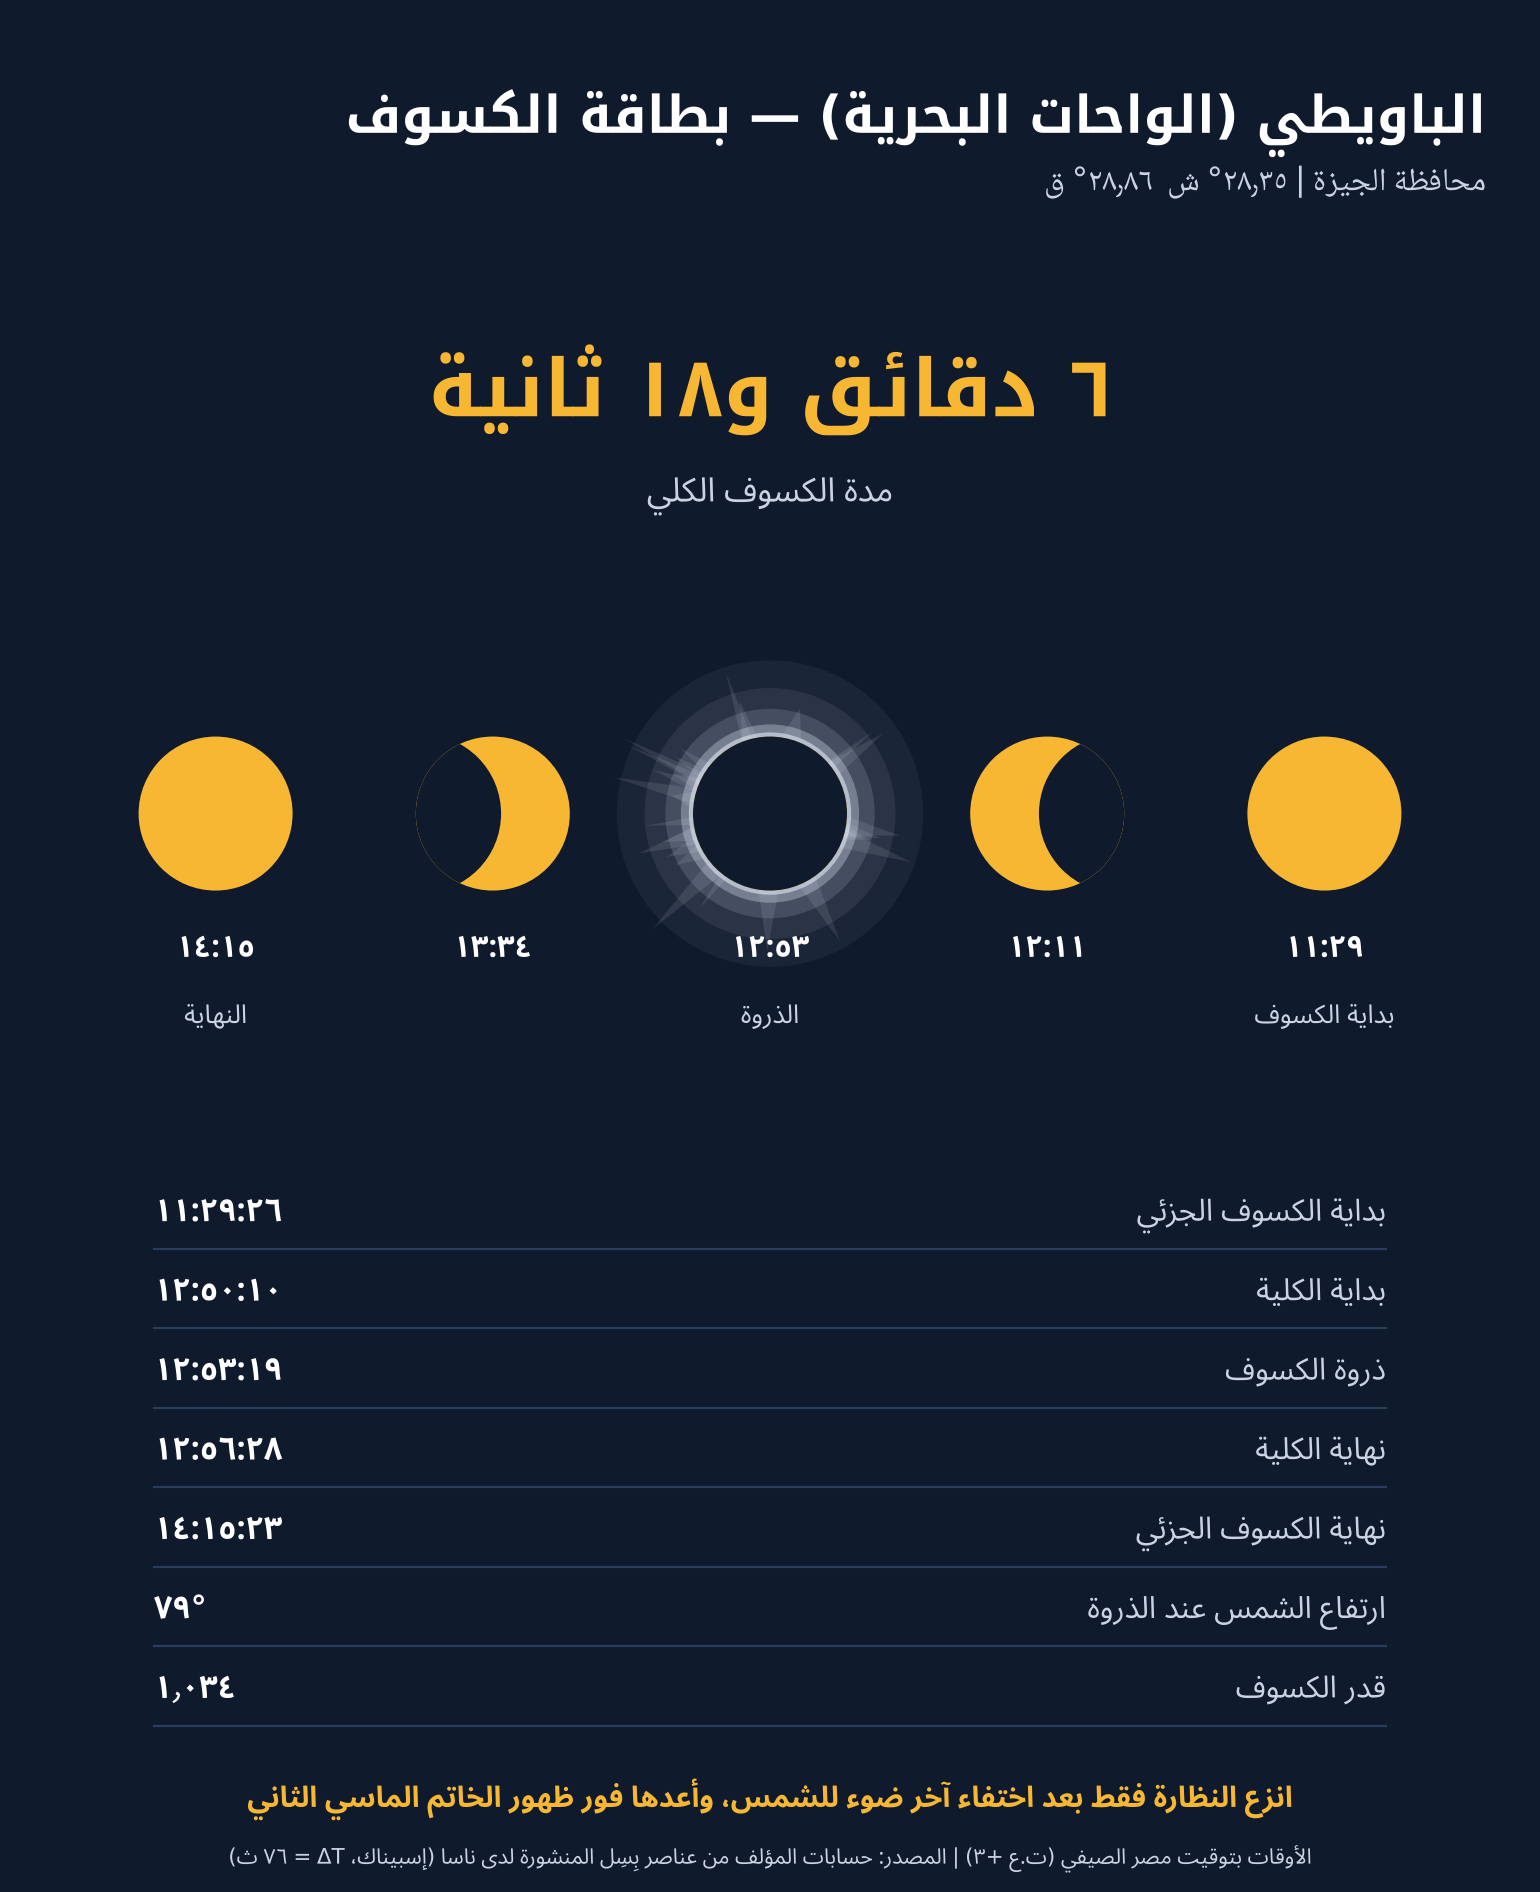 الباويطي (الواحات البحرية) — بطاقة الكسوف
محافظة الجيزة | ٢٨٫٣٥° ش ٢٨٫٨٦° ق
٦ دقائق و١٨ ثانية
مدة الكسوف الكلي
١١:٢٩
١٢:١١
١٢:٥٣
١٣:٣٤
١٤:١٥
بداية الكسوف
الذروة
النهاية
بداية الكسوف الجزئي ١١:٢٩:٢٦
بداية الكلية ١٢:٥٠:١٠
ذروة الكسوف ١٢:٥٣:١٩
نهاية الكلية ١٢:٥٦:٢٨
نهاية الكسوف الجزئي ١٤:١٥:٢٣
ارتفاع الشمس عند الذروة ٧٩°
قدر الكسوف ١٫٠٣٤
انزع النظارة فقط بعد اختفاء آخر ضوء للشمس، وأعدها فور ظهور الخاتم الماسي الثاني
الأوقات بتوقيت مصر الصيفي (ت.ع +٣) | المصدر: حسابات المؤلف من عناصر بِسِل المنشورة لدى ناسا (إسبيناك، ΔT = ٧٦ ث)